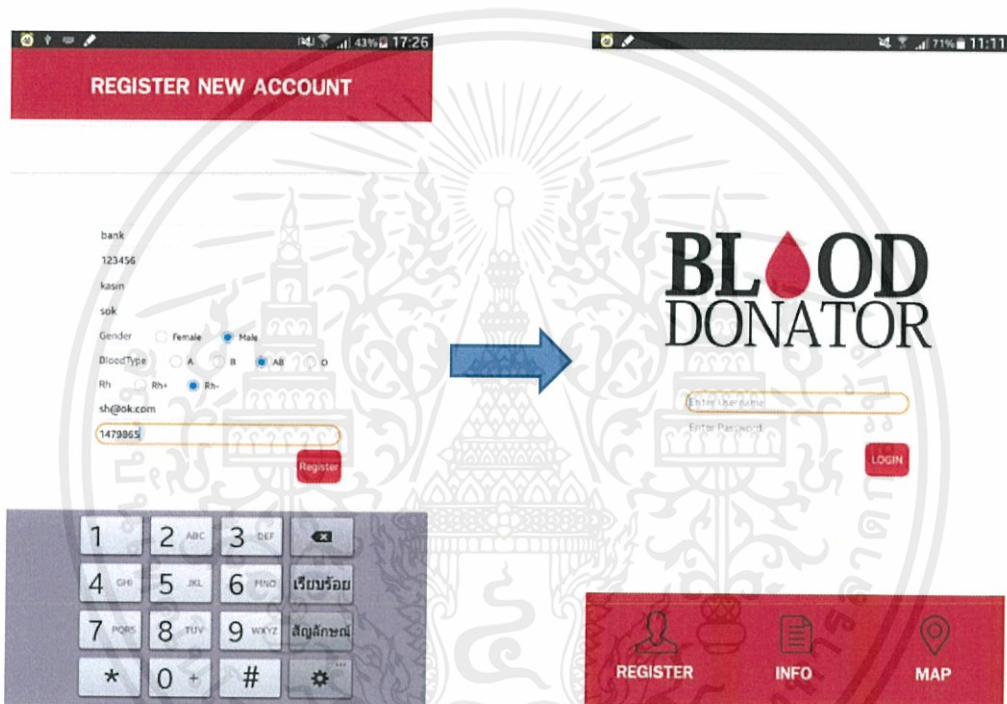 43% 17:26
REGISTER NEW ACCOUNT
bank
123456
kasin
sok
Gender Female Male
BloodType A B AB O
Rh Rh+ Rh-
sh@ok.com
1479865
Register
1 2 ABC 3 DEF
4 GHI 5 JKL 6 MNO เรียบร้อย
7 PQRS 8 TUV 9 WXYZ สัญลักษณ์
* 0 + #
71% 11:11
BLOOD
DONATOR
Enter Username
Enter Password
LOGIN
REGISTER INFO MAP